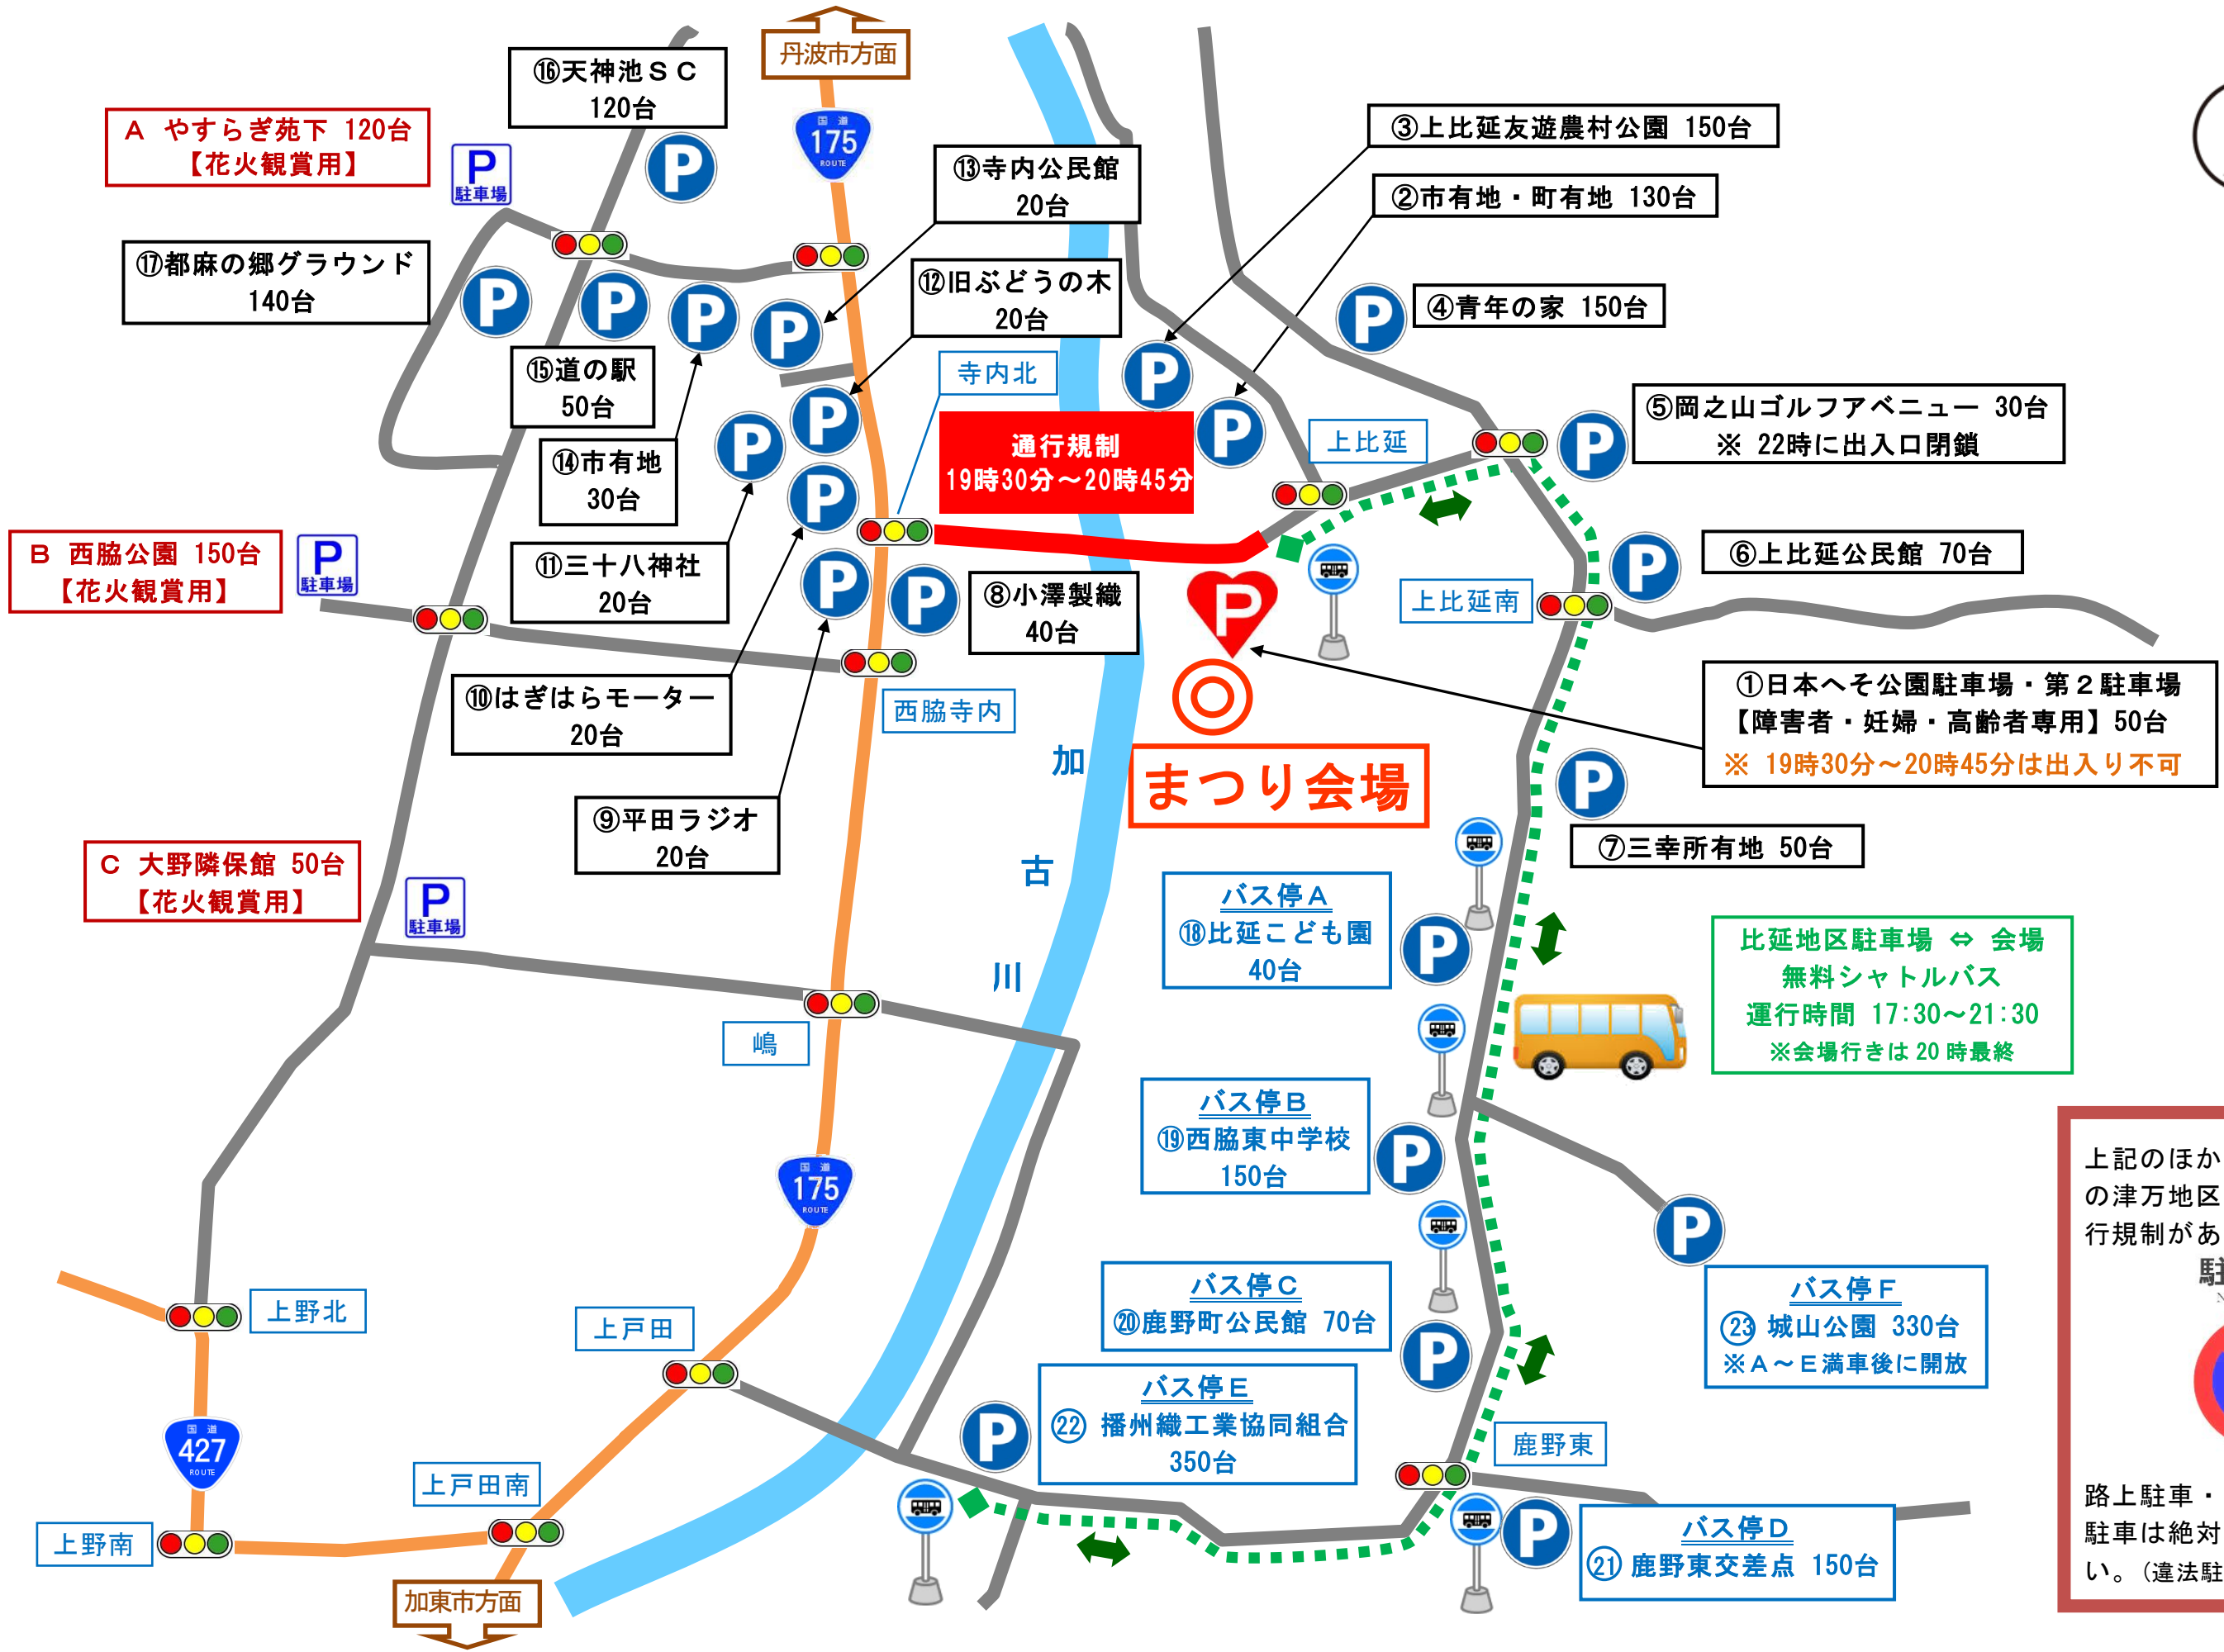 丹波市方面
国道
175
ROUTE
⑯天神池ＳＣ
120台
Ａ やすらぎ苑下 120台
【花火観賞用】
P
駐車場
P
⑬寺内公民館
20台
③上比延友遊農村公園 150台
②市有地・町有地 130台
⑰都麻の郷グラウンド
140台
P
P
P
P
⑫旧ぶどうの木
20台
④青年の家 150台
P
⑮道の駅
50台
寺内北
P
P
⑤岡之山ゴルフアベニュー 30台
※ 22時に出入口閉鎖
P
⑭市有地
30台
P
P
P
通行規制
19時30分～20時45分
上比延
Ｂ 西脇公園 150台
【花火観賞用】
P
駐車場
⑪三十八神社
20台
P
P
⑧小澤製織
40台
P
上比延南
P
⑥上比延公民館 70台
⑩はぎはらモーター
20台
西脇寺内
①日本へそ公園駐車場・第２駐車場
【障害者・妊婦・高齢者専用】50台
※ 19時30分～20時45分は出入り不可
まつり会場
加
古
川
⑨平田ラジオ
20台
P
⑦三幸所有地 50台
Ｃ 大野隣保館 50台
【花火観賞用】
P
駐車場
バス停Ａ
⑱比延こども園
40台
P
比延地区駐車場 ⇔ 会場
無料シャトルバス
運行時間 17:30～21:30
※会場行きは 20 時最終
嶋
バス停Ｂ
⑲西脇東中学校
150台
P
国道
175
ROUTE
P
上記のほか
の津万地区
行規制があ
駐
バス停Ｃ
⑳鹿野町公民館 70台
P
バス停Ｆ
㉓ 城山公園 330台
※Ａ～Ｅ満車後に開放
上野北
上戸田
バス停Ｅ
㉒ 播州織工業協同組合
350台
P
国道
427
ROUTE
鹿野東
上戸田南
上野南
P
バス停Ｄ
㉑ 鹿野東交差点 150台
路上駐車・
駐車は絶対
い。（違法駐
加東市方面